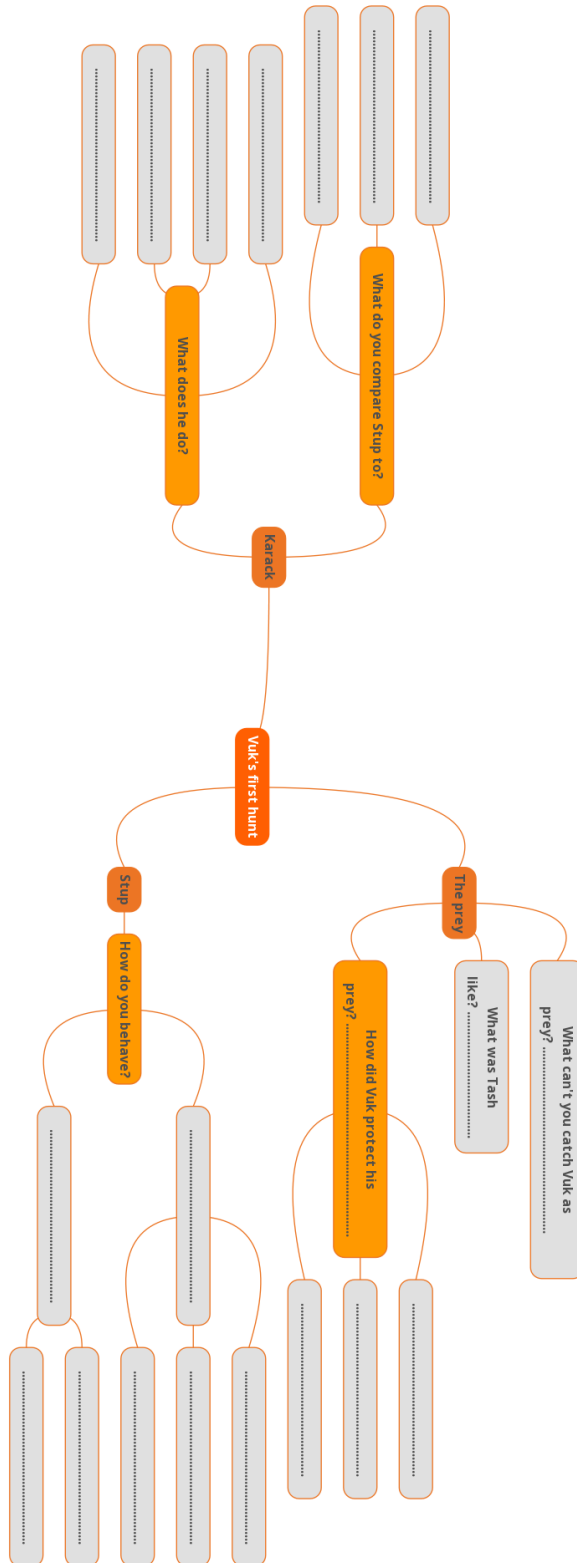 Vuk's first hunt
The prey
What can't you catch Vuk as
prey? ............................................................
What was Tash
like? ........................................
How did Vuk protect his
prey? ............................................................
............................................................
............................................................
............................................................
Stup
How do you behave?
............................................................
............................................................
............................................................
............................................................
............................................................
............................................................
............................................................
Karack
What do you compare Stup to?
............................................................
............................................................
............................................................
What does he do?
............................................................
............................................................
............................................................
............................................................